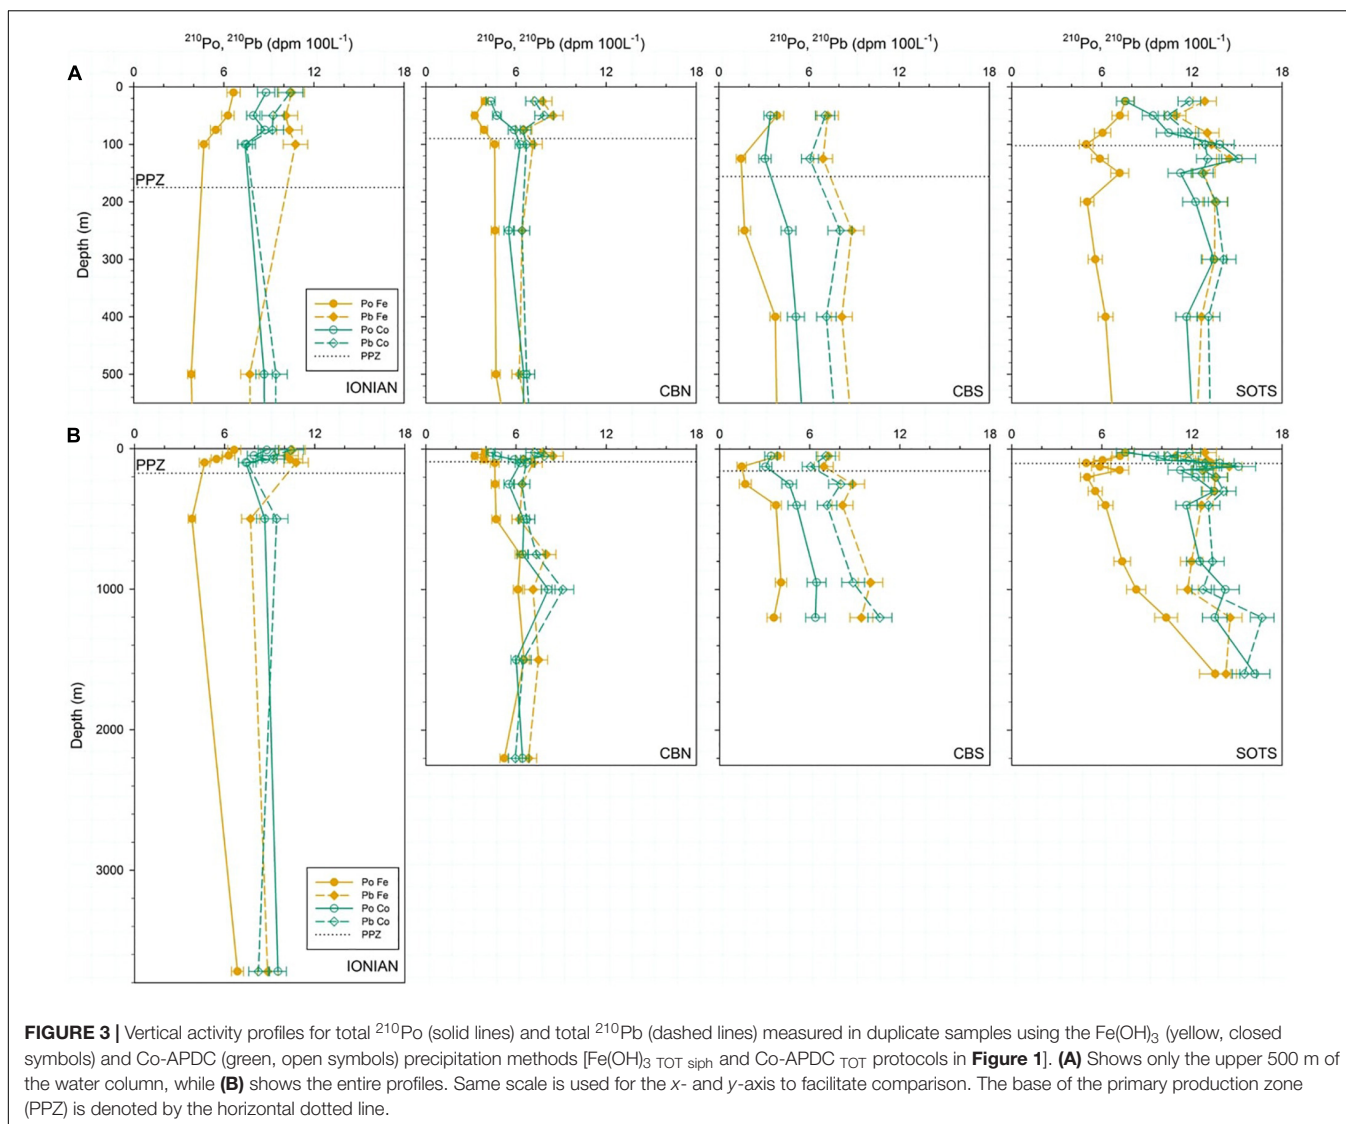 ²¹⁰Po, ²¹⁰Pb (dpm 100L⁻¹) ²¹⁰Po, ²¹⁰Pb (dpm 100L⁻¹) ²¹⁰Po, ²¹⁰Pb (dpm 100L⁻¹) ²¹⁰Po, ²¹⁰Pb (dpm 100L⁻¹)
A
0 6 12 18 0 6 12 18 0 6 12 18 0 6 12 18
0
100
200
300
400
500
Depth (m)
PPZ
Po Fe
Pb Fe
Po Co
Pb Co
PPZ
IONIAN CBN CBS SOTS
B
0 6 12 18 0 6 12 18 0 6 12 18 0 6 12 18
0
1000
2000
3000
Depth (m)
PPZ
CBN CBS SOTS
Po Fe
Pb Fe
Po Co
Pb Co
PPZ
IONIAN
FIGURE 3 | Vertical activity profiles for total ²¹⁰Po (solid lines) and total ²¹⁰Pb (dashed lines) measured in duplicate samples using the Fe(OH)₃ (yellow, closed
symbols) and Co-APDC (green, open symbols) precipitation methods [Fe(OH)₃ TOT siph and Co-APDC TOT protocols in Figure 1]. (A) Shows only the upper 500 m of
the water column, while (B) shows the entire profiles. Same scale is used for the x- and y-axis to facilitate comparison. The base of the primary production zone
(PPZ) is denoted by the horizontal dotted line.